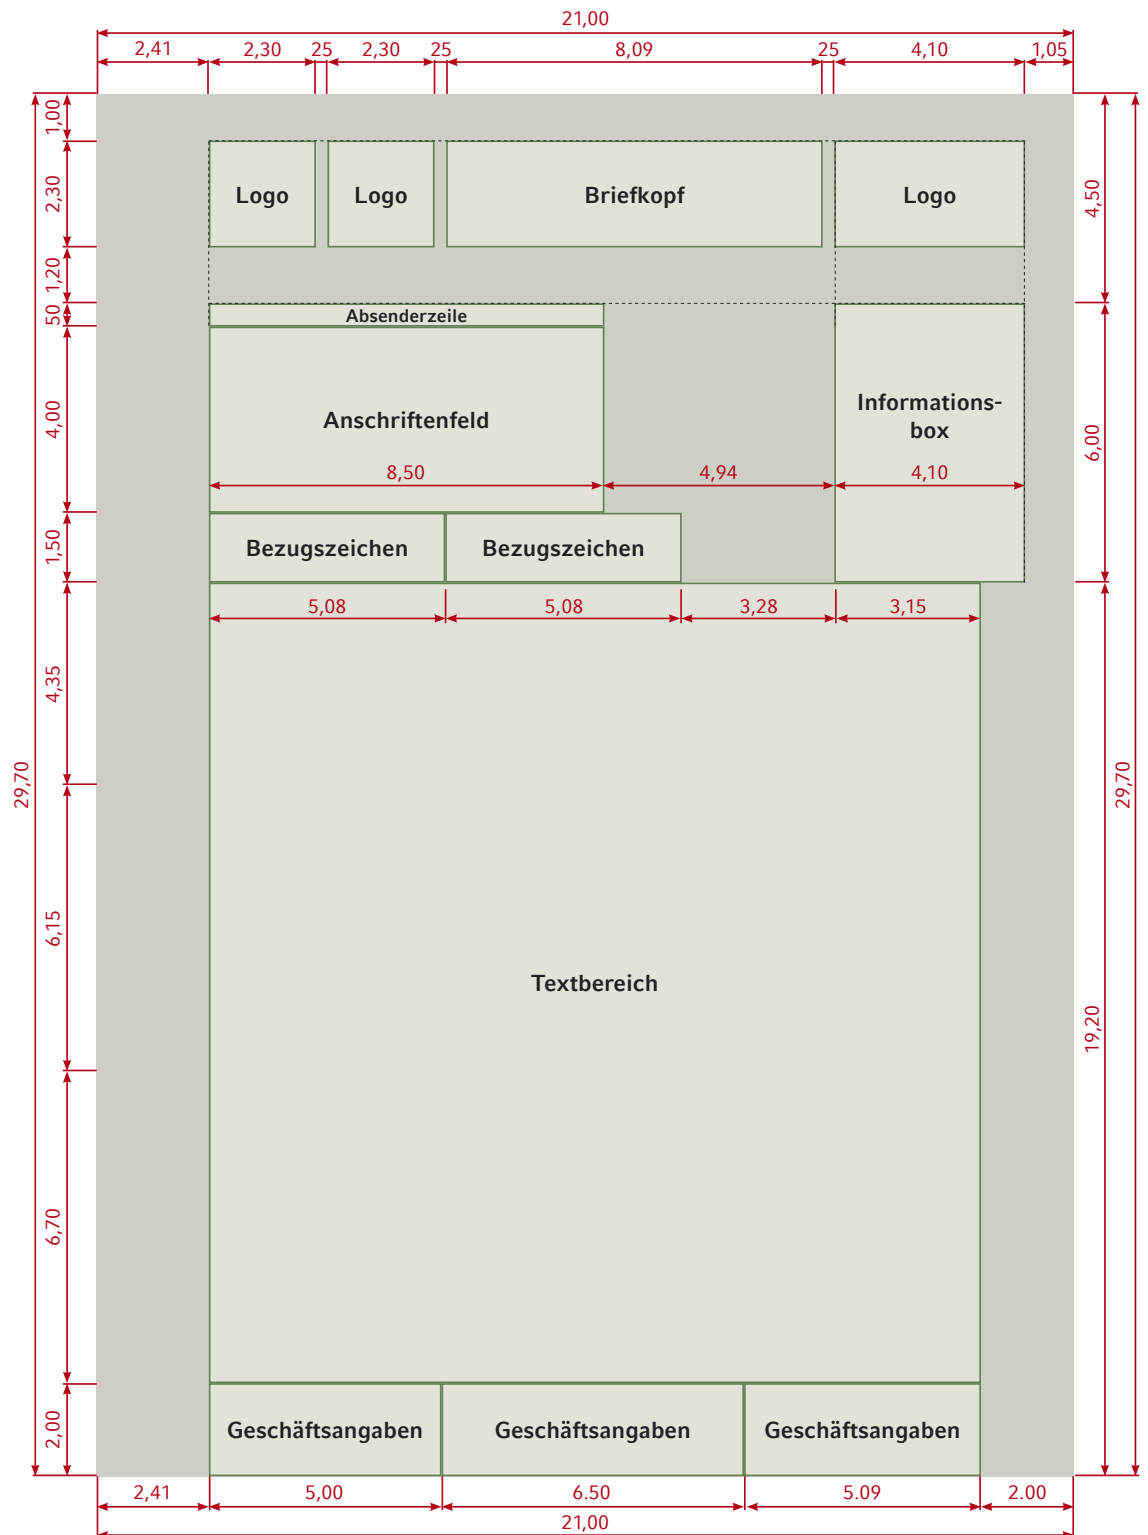 21,00
2,41 2,30 25 2,30 25 8,09 25 4,10 1,05
1,00
2,30
1,20
50
4,00
1,50
4,35
6,15
6,70
2,00
29,70
Logo Logo Briefkopf Logo
Absenderzeile
Anschriftenfeld
Informations-
box
8,50 4,94 4,10
Bezugszeichen Bezugszeichen
5,08 5,08 3,28 3,15
Textbereich
Geschäftsangaben Geschäftsangaben Geschäftsangaben
4,50
6,00
19,20
29,70
2,41 5,00 6.50 5.09 2.00
21,00